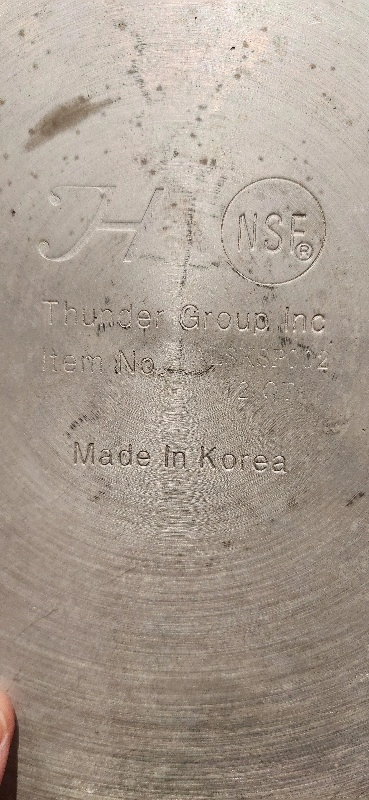 NSF®
Thunder Group Inc
Item No.
Made In Korea